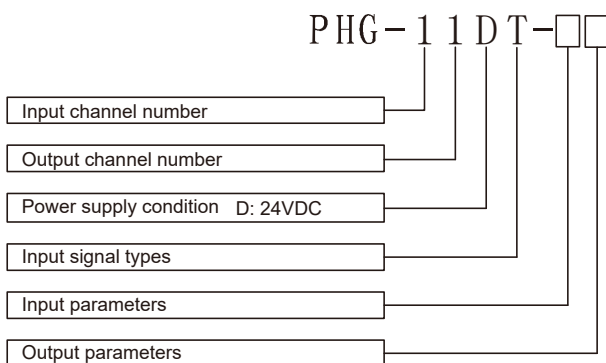 PHG-11DT-□□
Input channel number
Output channel number
Power supply condition D: 24VDC
Input signal types
Input parameters
Output parameters